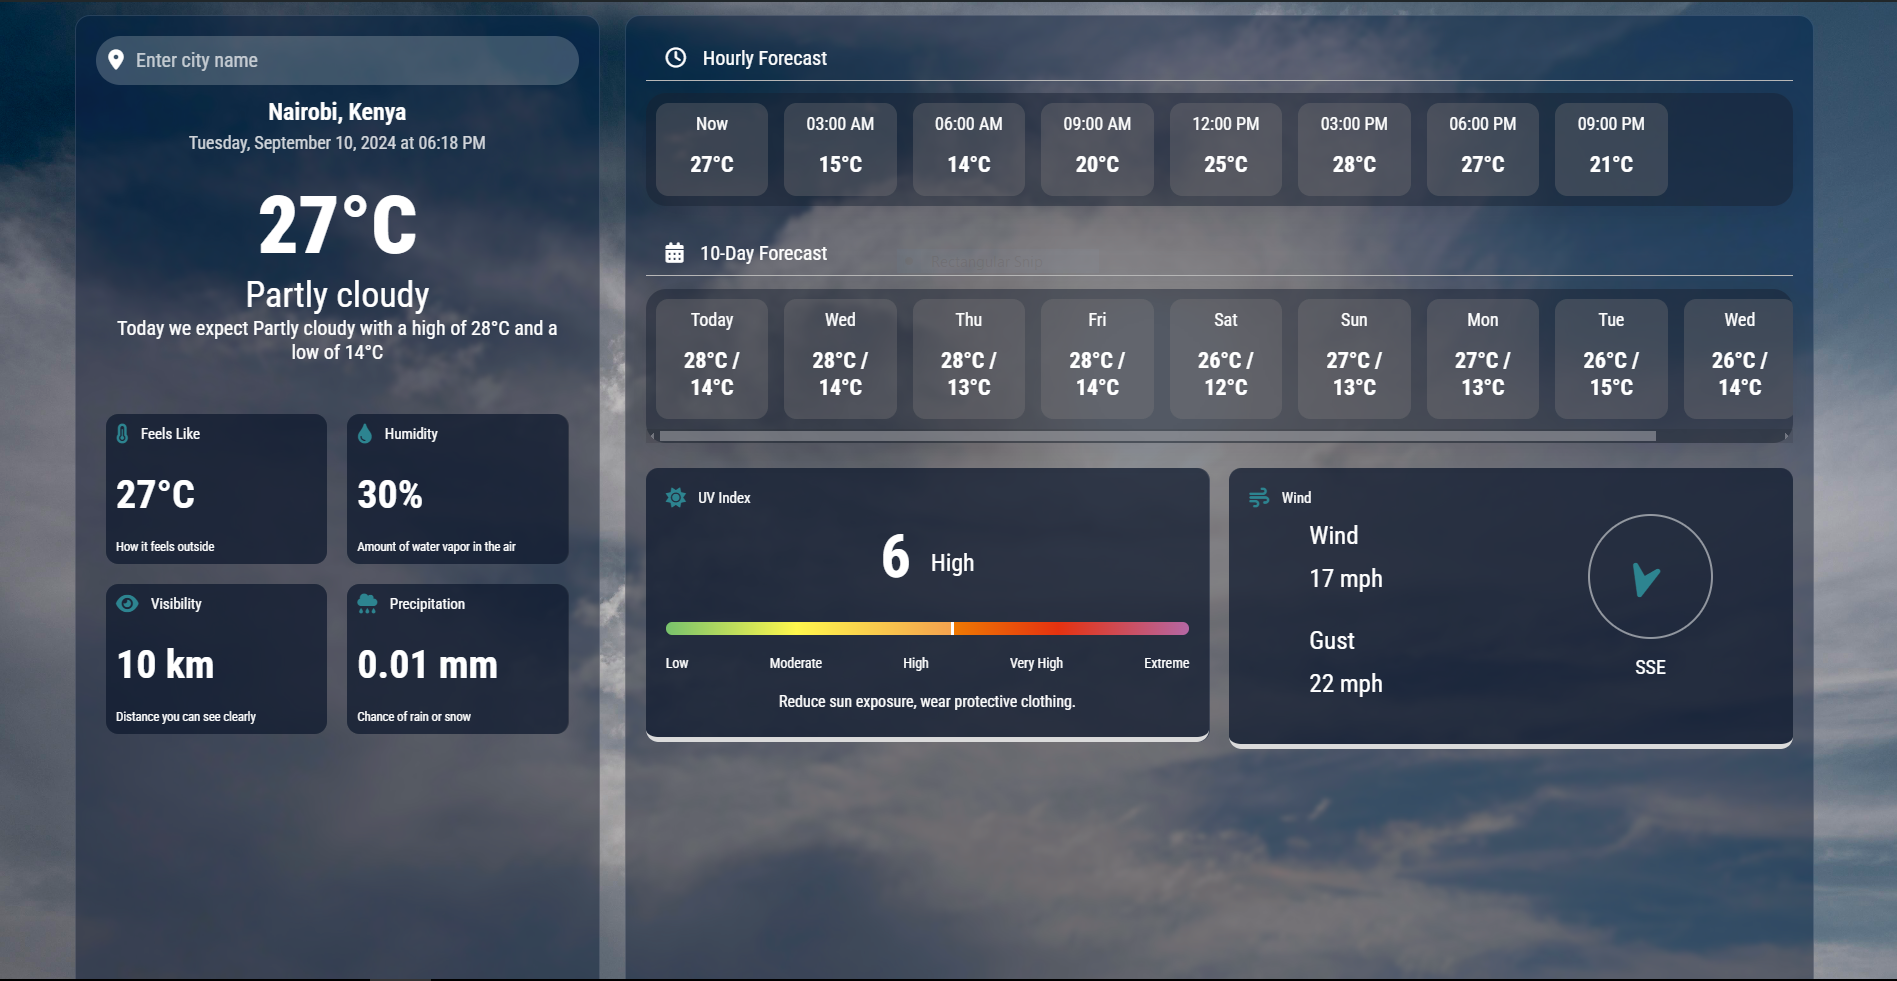 Enter city name
Nairobi, Kenya
Tuesday, September 10, 2024 at 06:18 PM
27°C
Partly cloudy
Today we expect Partly cloudy with a high of 28°C and a
low of 14°C
Feels Like
27°C
How it feels outside
Humidity
30%
Amount of water vapor in the air
Visibility
10 km
Distance you can see clearly
Precipitation
0.01 mm
Chance of rain or snow
Hourly Forecast
Now
27°C
03:00 AM
15°C
06:00 AM
14°C
09:00 AM
20°C
12:00 PM
25°C
03:00 PM
28°C
06:00 PM
27°C
09:00 PM
21°C
10-Day Forecast
Rectangular Snip
Today
28°C /
14°C
Wed
28°C /
14°C
Thu
28°C /
13°C
Fri
28°C /
14°C
Sat
26°C /
12°C
Sun
27°C /
13°C
Mon
27°C /
13°C
Tue
26°C /
15°C
Wed
26°C /
14°C
UV Index
6 High
Low Moderate High Very High Extreme
Reduce sun exposure, wear protective clothing.
Wind
Wind
17 mph
Gust
22 mph
SSE